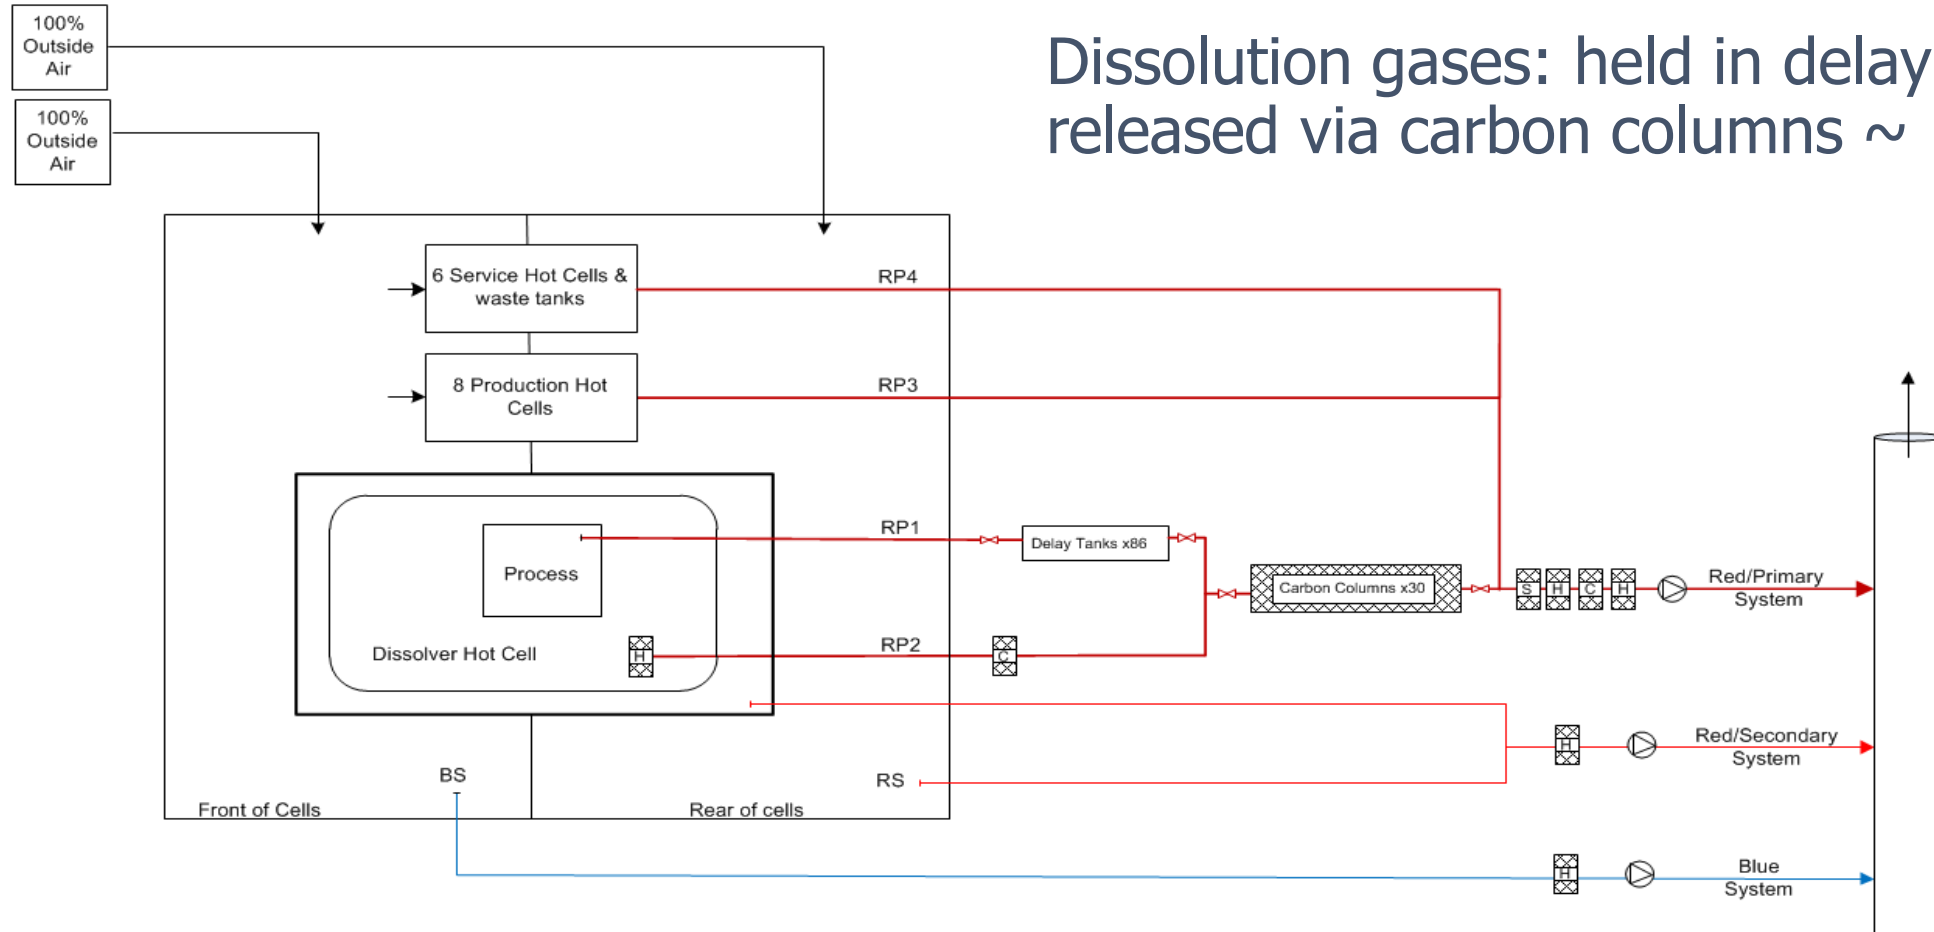 100%
Outside
Air
100%
Outside
Air
Dissolution gases: held in delay
released via carbon columns ~
6 Service Hot Cells &
waste tanks
RP4
8 Production Hot
Cells
RP3
Process
RP1
Delay Tanks x86
Carbon Columns x30
S H C H
Red/Primary
System
Dissolver Hot Cell
H
RP2
C
H
Red/Secondary
System
BS
RS
Front of Cells
Rear of cells
H
Blue
System